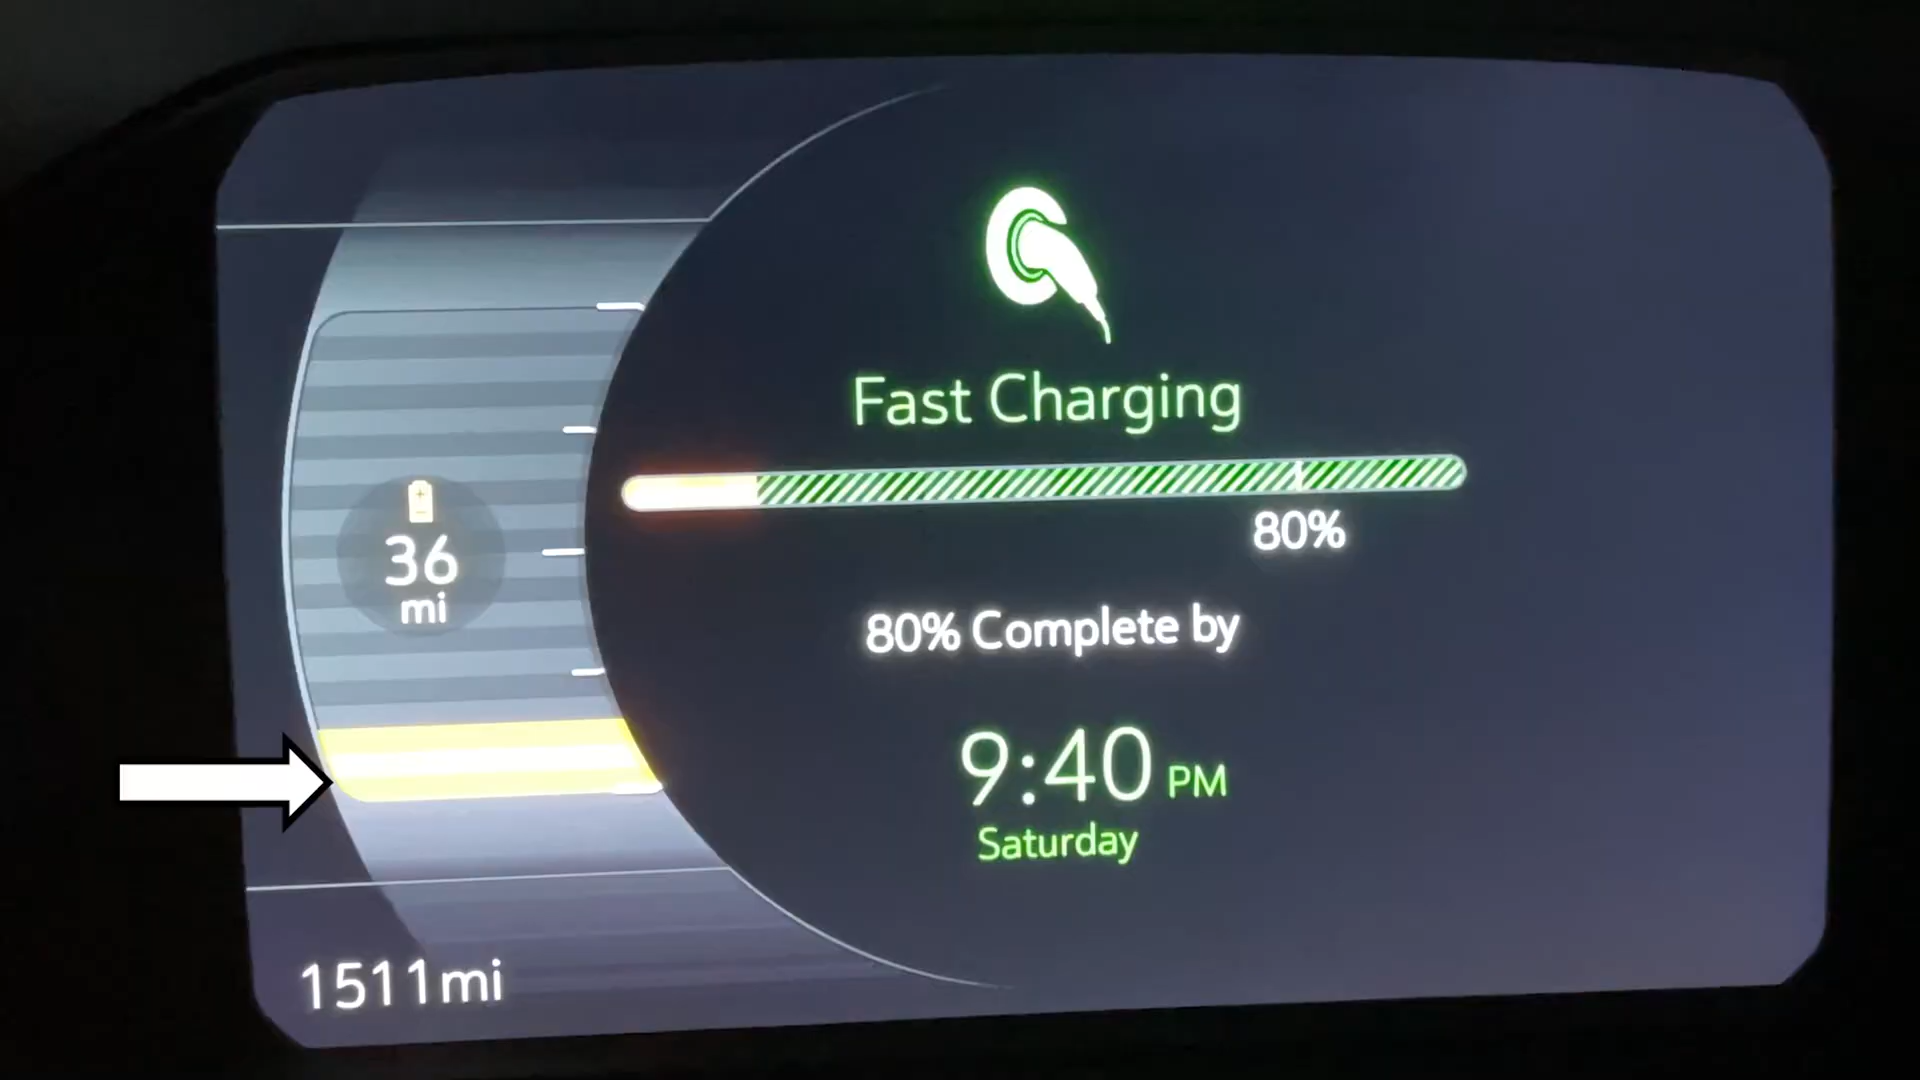 Fast Charging
80%
36
mi
80% Complete by
9:40 PM
Saturday
1511mi